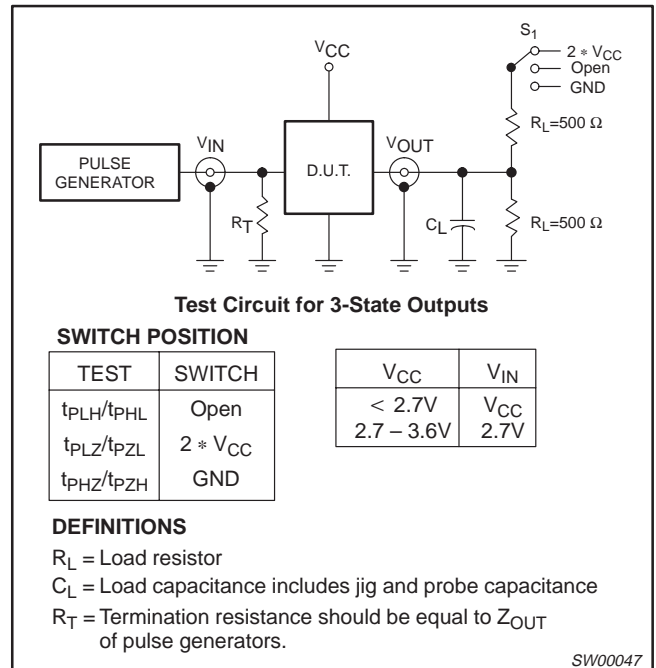 S1
VCC
2 * VCC
Open
GND
RL=500 Ω
VIN
VOUT
PULSE
GENERATOR
D.U.T.
RT
CL
RL=500 Ω
Test Circuit for 3-State Outputs
SWITCH POSITION
TEST SWITCH
tPLH/tPHL Open
tPLZ/tPZL 2 * VCC
tPHZ/tPZH GND
VCC VIN
< 2.7V VCC
2.7 – 3.6V 2.7V
DEFINITIONS
RL = Load resistor
CL = Load capacitance includes jig and probe capacitance
RT = Termination resistance should be equal to ZOUT
of pulse generators.
SW00047